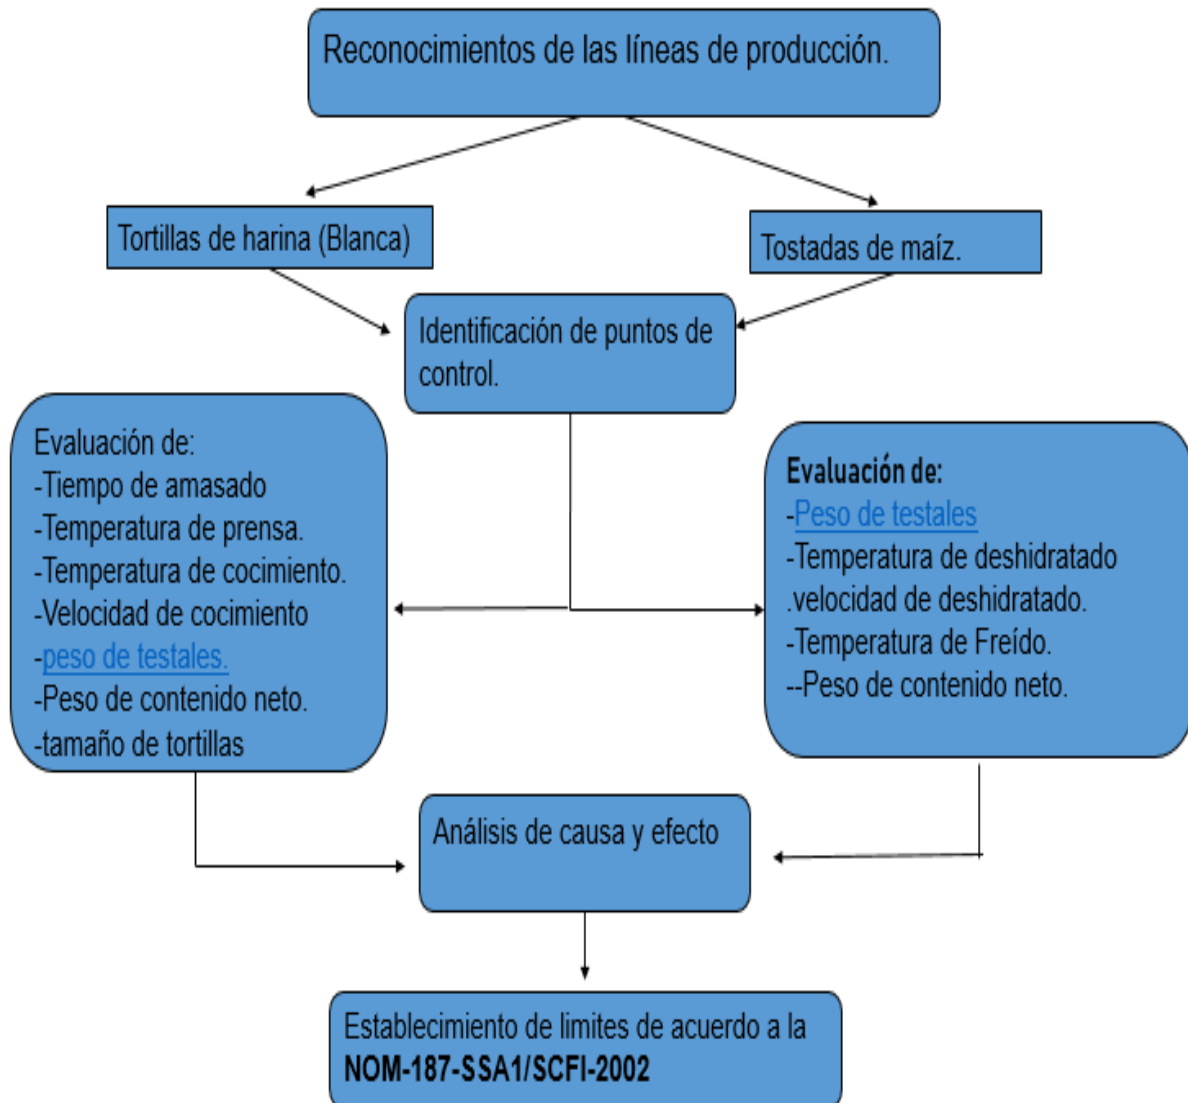 Reconocimientos de las líneas de producción.
Tortillas de harina (Blanca)
Tostadas de maíz.
Identificación de puntos de
control.
Evaluación de:
-Tiempo de amasado
-Temperatura de prensa.
-Temperatura de cocimiento.
-Velocidad de cocimiento
-peso de testales.
-Peso de contenido neto.
-tamaño de tortillas
Evaluación de:
-Peso de testales
-Temperatura de deshidratado
.velocidad de deshidratado.
-Temperatura de Freído.
--Peso de contenido neto.
Análisis de causa y efecto
Establecimiento de limites de acuerdo a la
NOM-187-SSA1/SCFI-2002